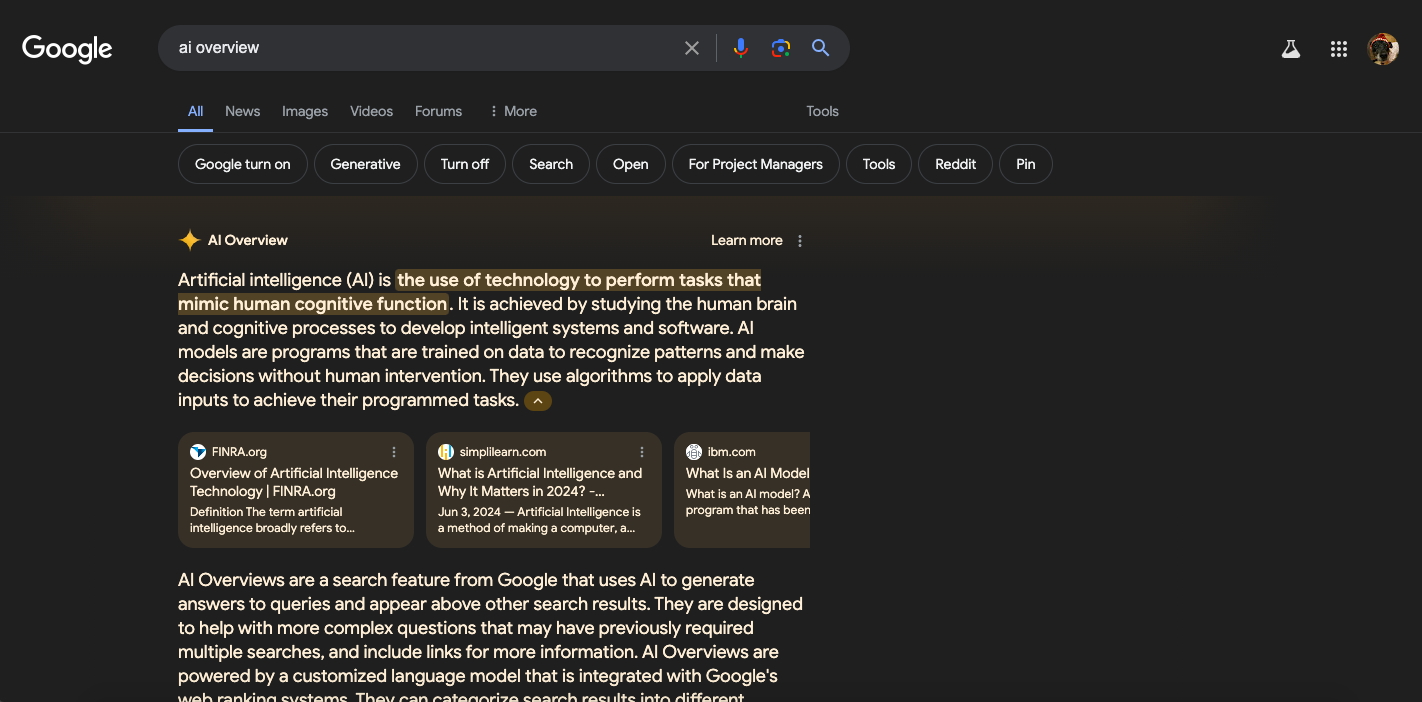 Google
ai overview
All News Images Videos Forums More Tools
Google turn on Generative Turn off Search Open For Project Managers Tools Reddit Pin
AI Overview Learn more
Artificial intelligence (AI) is the use of technology to perform tasks that
mimic human cognitive function. It is achieved by studying the human brain
and cognitive processes to develop intelligent systems and software. AI
models are programs that are trained on data to recognize patterns and make
decisions without human intervention. They use algorithms to apply data
inputs to achieve their programmed tasks.
FINRA.org
Overview of Artificial Intelligence
Technology | FINRA.org
Definition The term artificial
intelligence broadly refers to...
simplilearn.com
What is Artificial Intelligence and
Why It Matters in 2024? -...
Jun 3, 2024 — Artificial Intelligence is
a method of making a computer, a...
ibm.com
What Is an AI Model
What is an AI model? A
program that has been
AI Overviews are a search feature from Google that uses AI to generate
answers to queries and appear above other search results. They are designed
to help with more complex questions that may have previously required
multiple searches, and include links for more information. AI Overviews are
powered by a customized language model that is integrated with Google's
web ranking systems. They can categorize search results into different